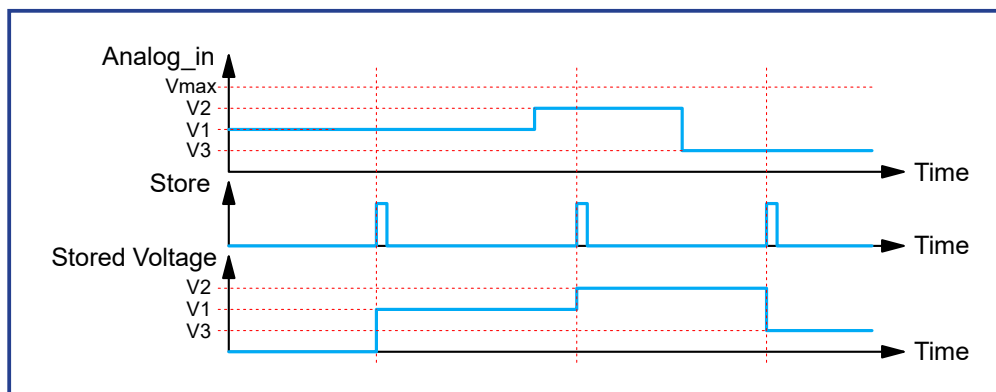 Analog_in
Vmax
V2
V1
V3
Time
Store
Time
Stored Voltage
V2
V1
V3
Time